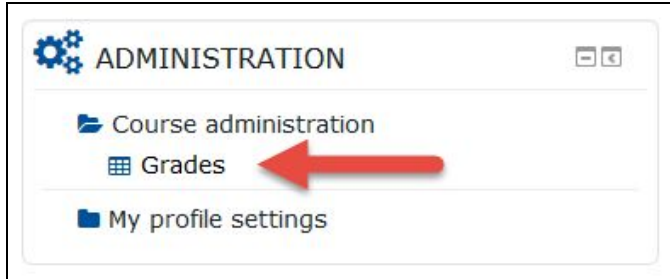 ADMINISTRATION
Course administration
Grades
My profile settings